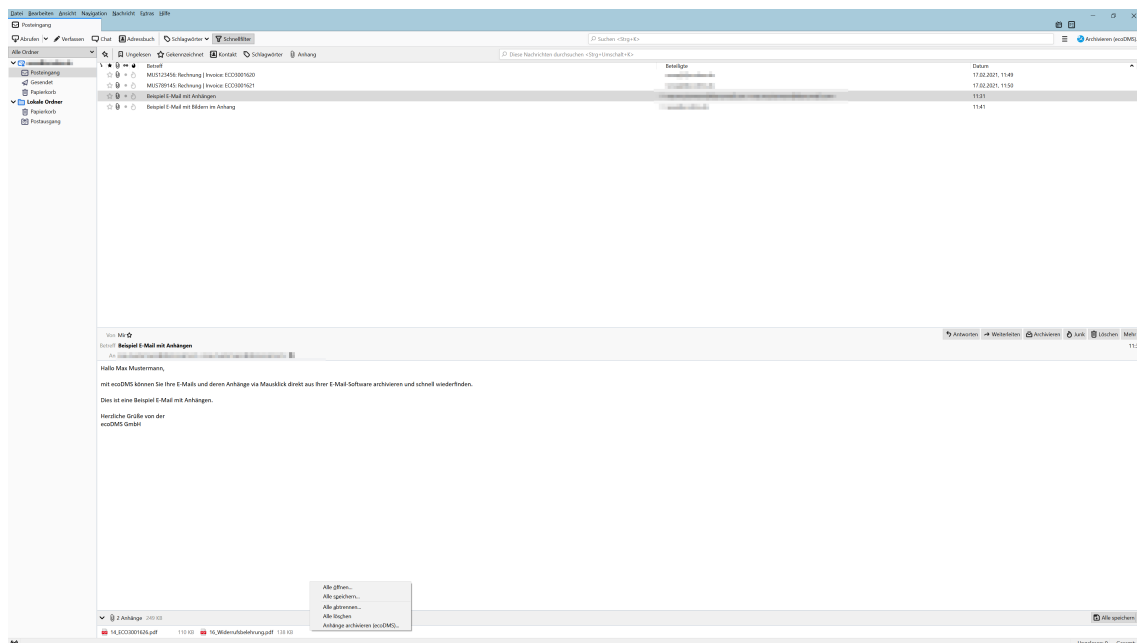 Datei Bearbeiten Ansicht Navigation Nachricht Extras Hilfe
Posteingang
Abrufen Verfassen Chat Adressbuch Schlagwörter Schnellfilter Suchen <Strg+K> Archivieren (ecoDMS)
Alle Ordner Ungelesen Gekennzeichnet Kontakt Schlagwörter Anhang Diese Nachrichten durchsuchen <Strg+Umschalt+K>
Betreff Beteiligte Datum
Posteingang
Gesendet
Papierkorb
Lokale Ordner
Papierkorb
Postausgang
MUS123456: Rechnung | Invoice: ECO3001620 17.02.2021, 11:49
MUS789145: Rechnung | Invoice: ECO3001621 17.02.2021, 11:50
Beispiel E-Mail mit Anhängen 11:31
Beispiel E-Mail mit Bildern im Anhang 11:41
Von Mir Antworten Weiterleiten Archivieren Junk Löschen Mehr
Betreff Beispiel E-Mail mit Anhängen
An
Hallo Max Mustermann,
mit ecoDMS können Sie Ihre E-Mails und deren Anhänge via Mausklick direkt aus Ihrer E-Mail-Software archivieren und schnell wiederfinden.
Dies ist eine Beispiel E-Mail mit Anhängen.
Herzliche Grüße von der
ecoDMS GmbH
Alle öffnen...
Alle speichern...
Alle abtrennen...
Alle löschen
Anhänge archivieren (ecoDMS)...
2 Anhänge 249 KB Alle speichern
14_ECO3001626.pdf 110 KB 16_Widerrufsbelehrung.pdf 138 KB